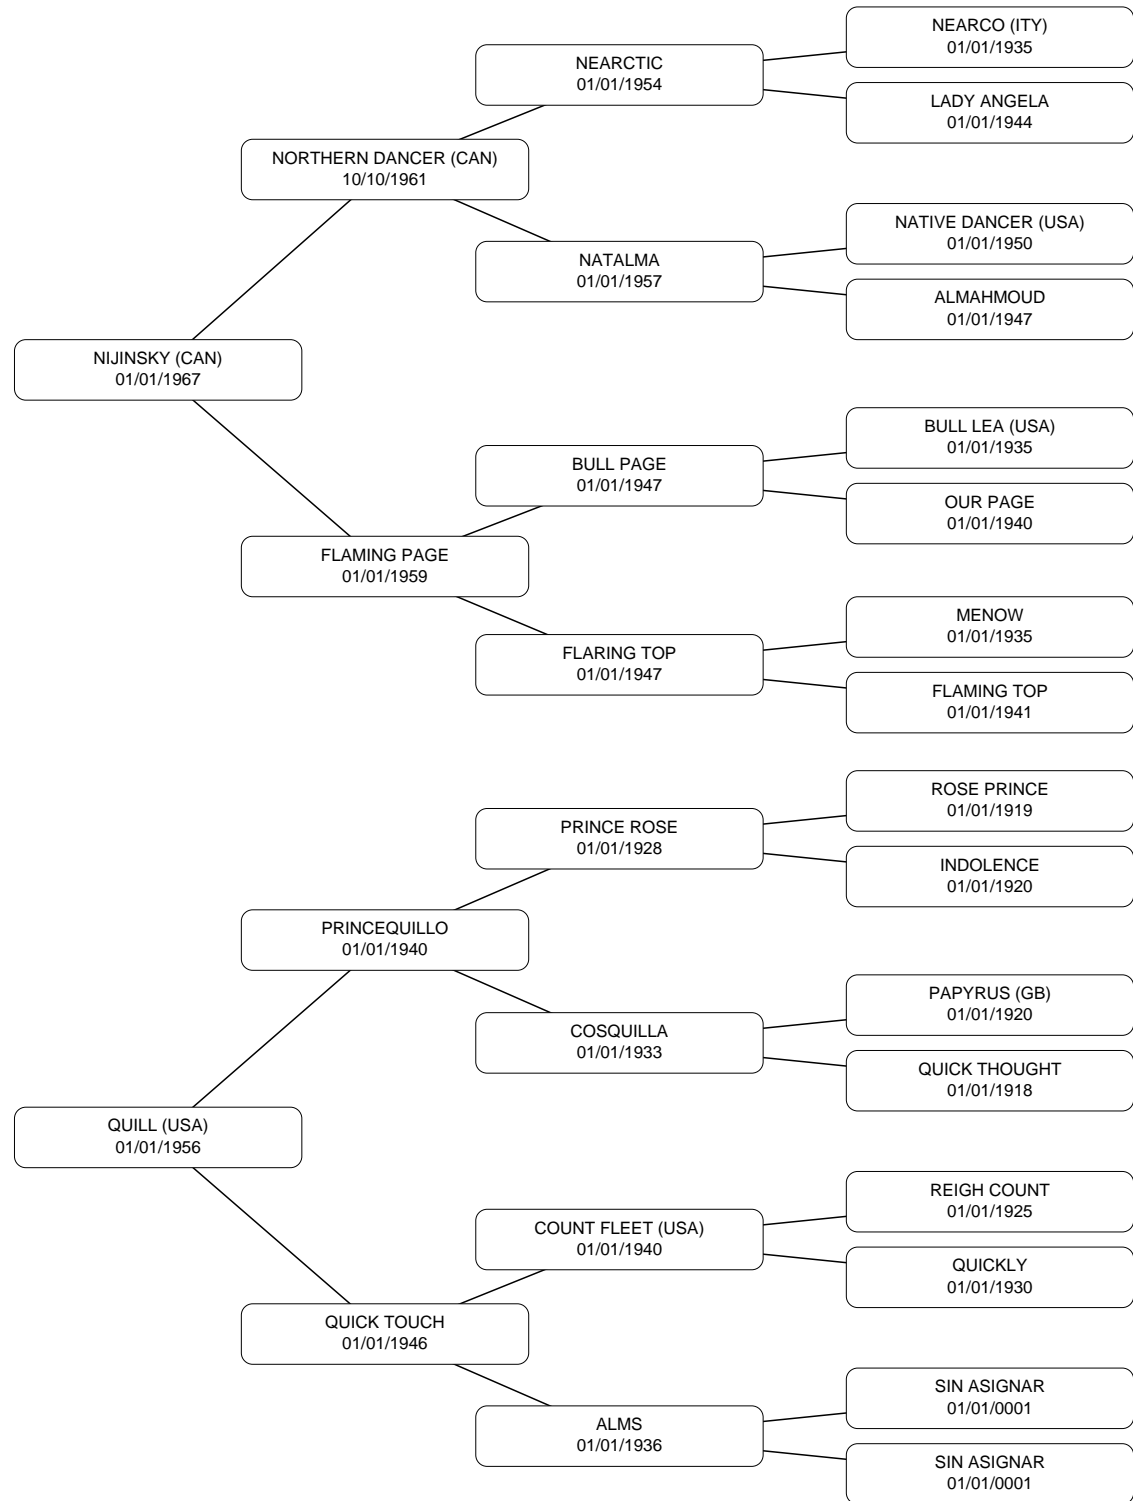 NEARCO (ITY)
01/01/1935
NEARCTIC
01/01/1954
LADY ANGELA
01/01/1944
NORTHERN DANCER (CAN)
10/10/1961
NATIVE DANCER (USA)
01/01/1950
NATALMA
01/01/1957
ALMAHMOUD
01/01/1947
NIJINSKY (CAN)
01/01/1967
BULL LEA (USA)
01/01/1935
BULL PAGE
01/01/1947
OUR PAGE
01/01/1940
FLAMING PAGE
01/01/1959
MENOW
01/01/1935
FLARING TOP
01/01/1947
FLAMING TOP
01/01/1941
ROSE PRINCE
01/01/1919
PRINCE ROSE
01/01/1928
INDOLENCE
01/01/1920
PRINCEQUILLO
01/01/1940
PAPYRUS (GB)
01/01/1920
COSQUILLA
01/01/1933
QUICK THOUGHT
01/01/1918
QUILL (USA)
01/01/1956
REIGH COUNT
01/01/1925
COUNT FLEET (USA)
01/01/1940
QUICKLY
01/01/1930
QUICK TOUCH
01/01/1946
SIN ASIGNAR
01/01/0001
ALMS
01/01/1936
SIN ASIGNAR
01/01/0001